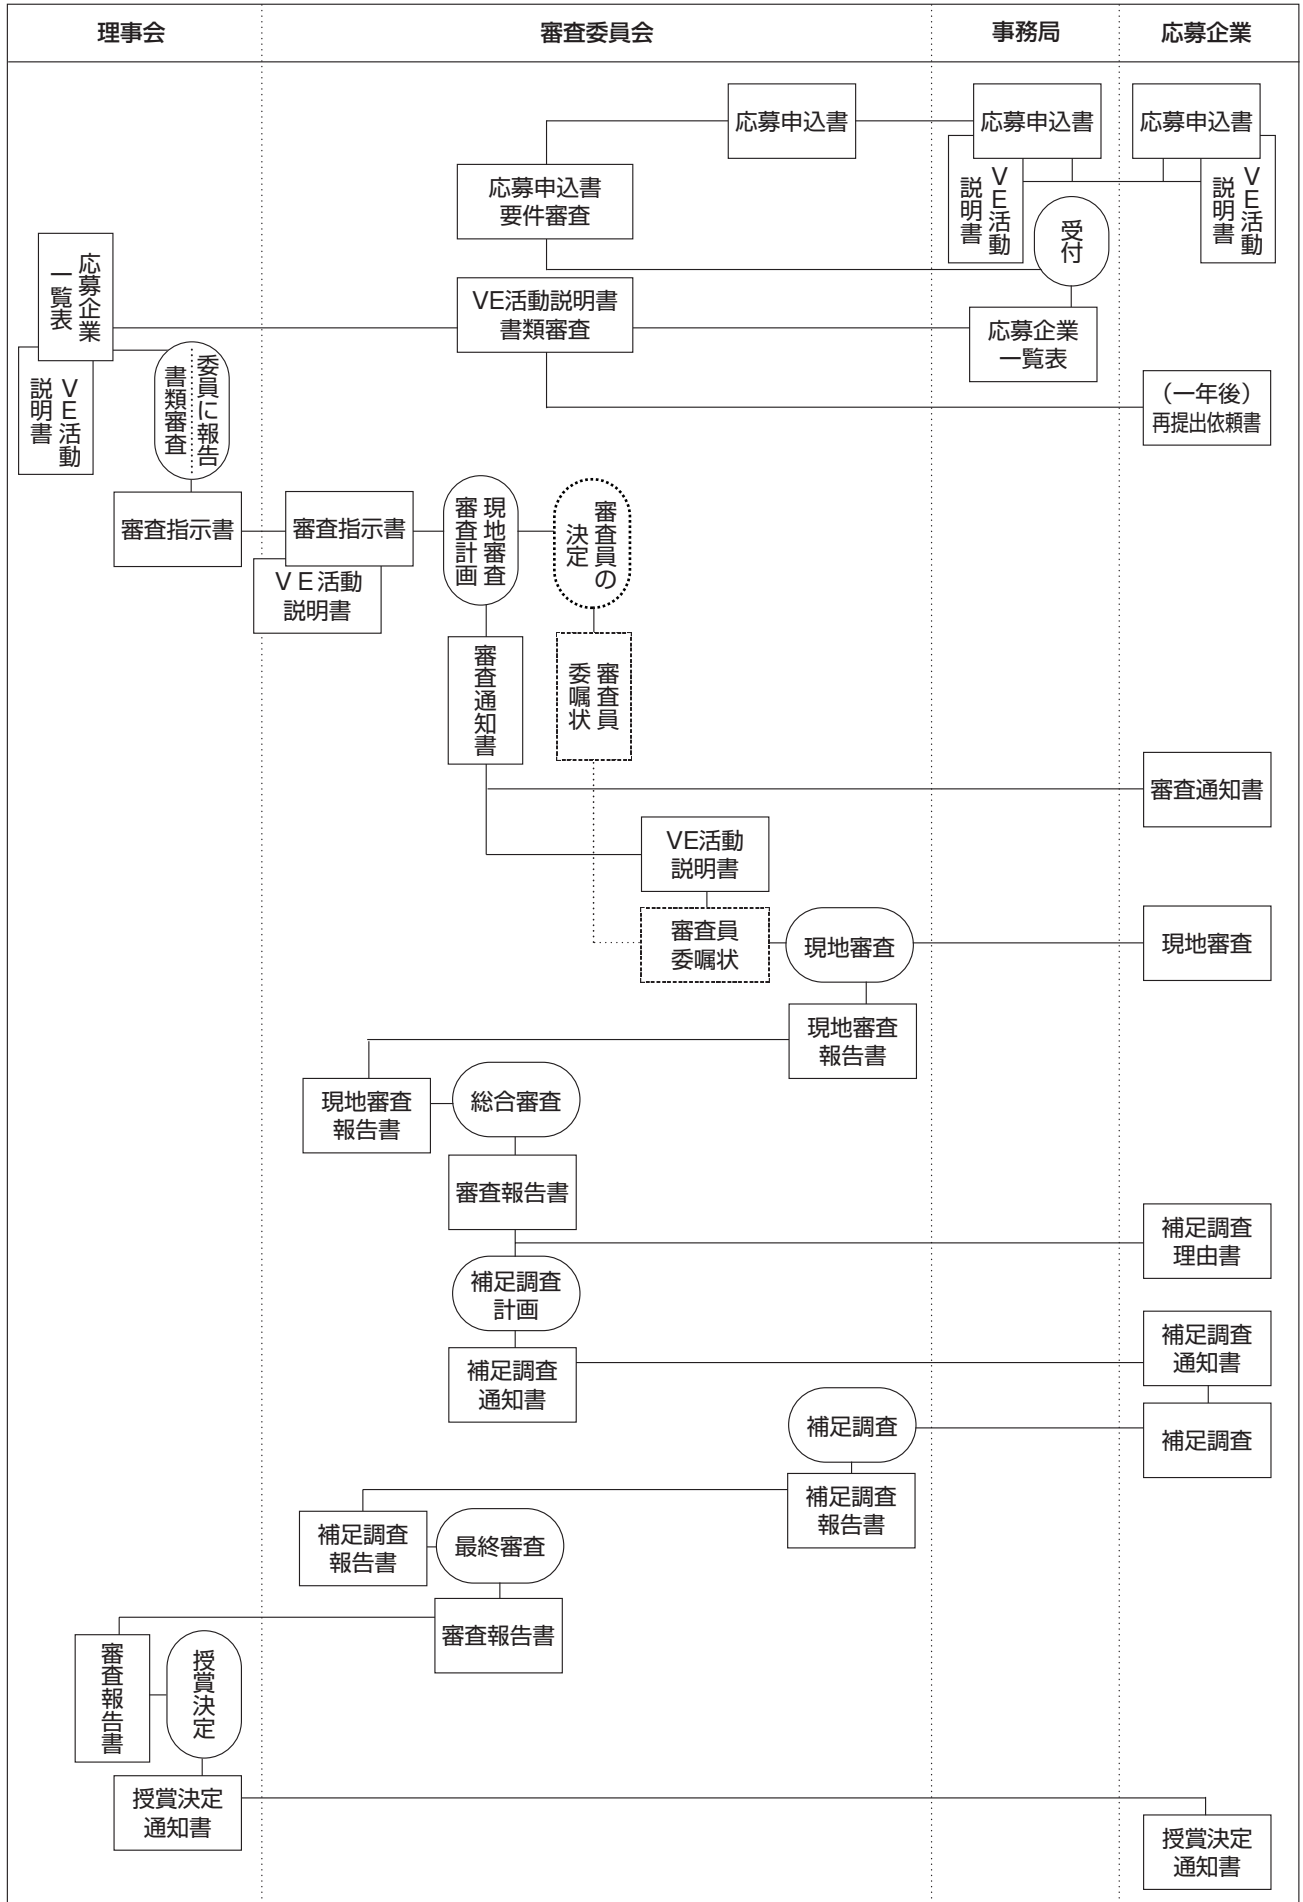 理事会
審査委員会
事務局
応募企業
応募申込書
応募申込書
応募申込書
ＶＥ活動
説明書
ＶＥ活動
説明書
応募申込書
要件審査
受付
応募企業
一覧表
VE活動説明書
書類審査
応募企業
一覧表
ＶＥ活動
説明書
委員に報告
書類審査
（一年後）
再提出依頼書
審査指示書
審査指示書
ＶＥ活動
説明書
現地審査
審査計画
審査員の
決定
審査通知書
審査員
委嘱状
審査通知書
VE活動
説明書
審査員
委嘱状
現地審査
現地審査
現地審査
報告書
現地審査
報告書
総合審査
審査報告書
補足調査
理由書
補足調査
計画
補足調査
通知書
補足調査
通知書
補足調査
補足調査
補足調査
報告書
補足調査
報告書
最終審査
審査報告書
審査報告書
授賞決定
授賞決定
通知書
授賞決定
通知書